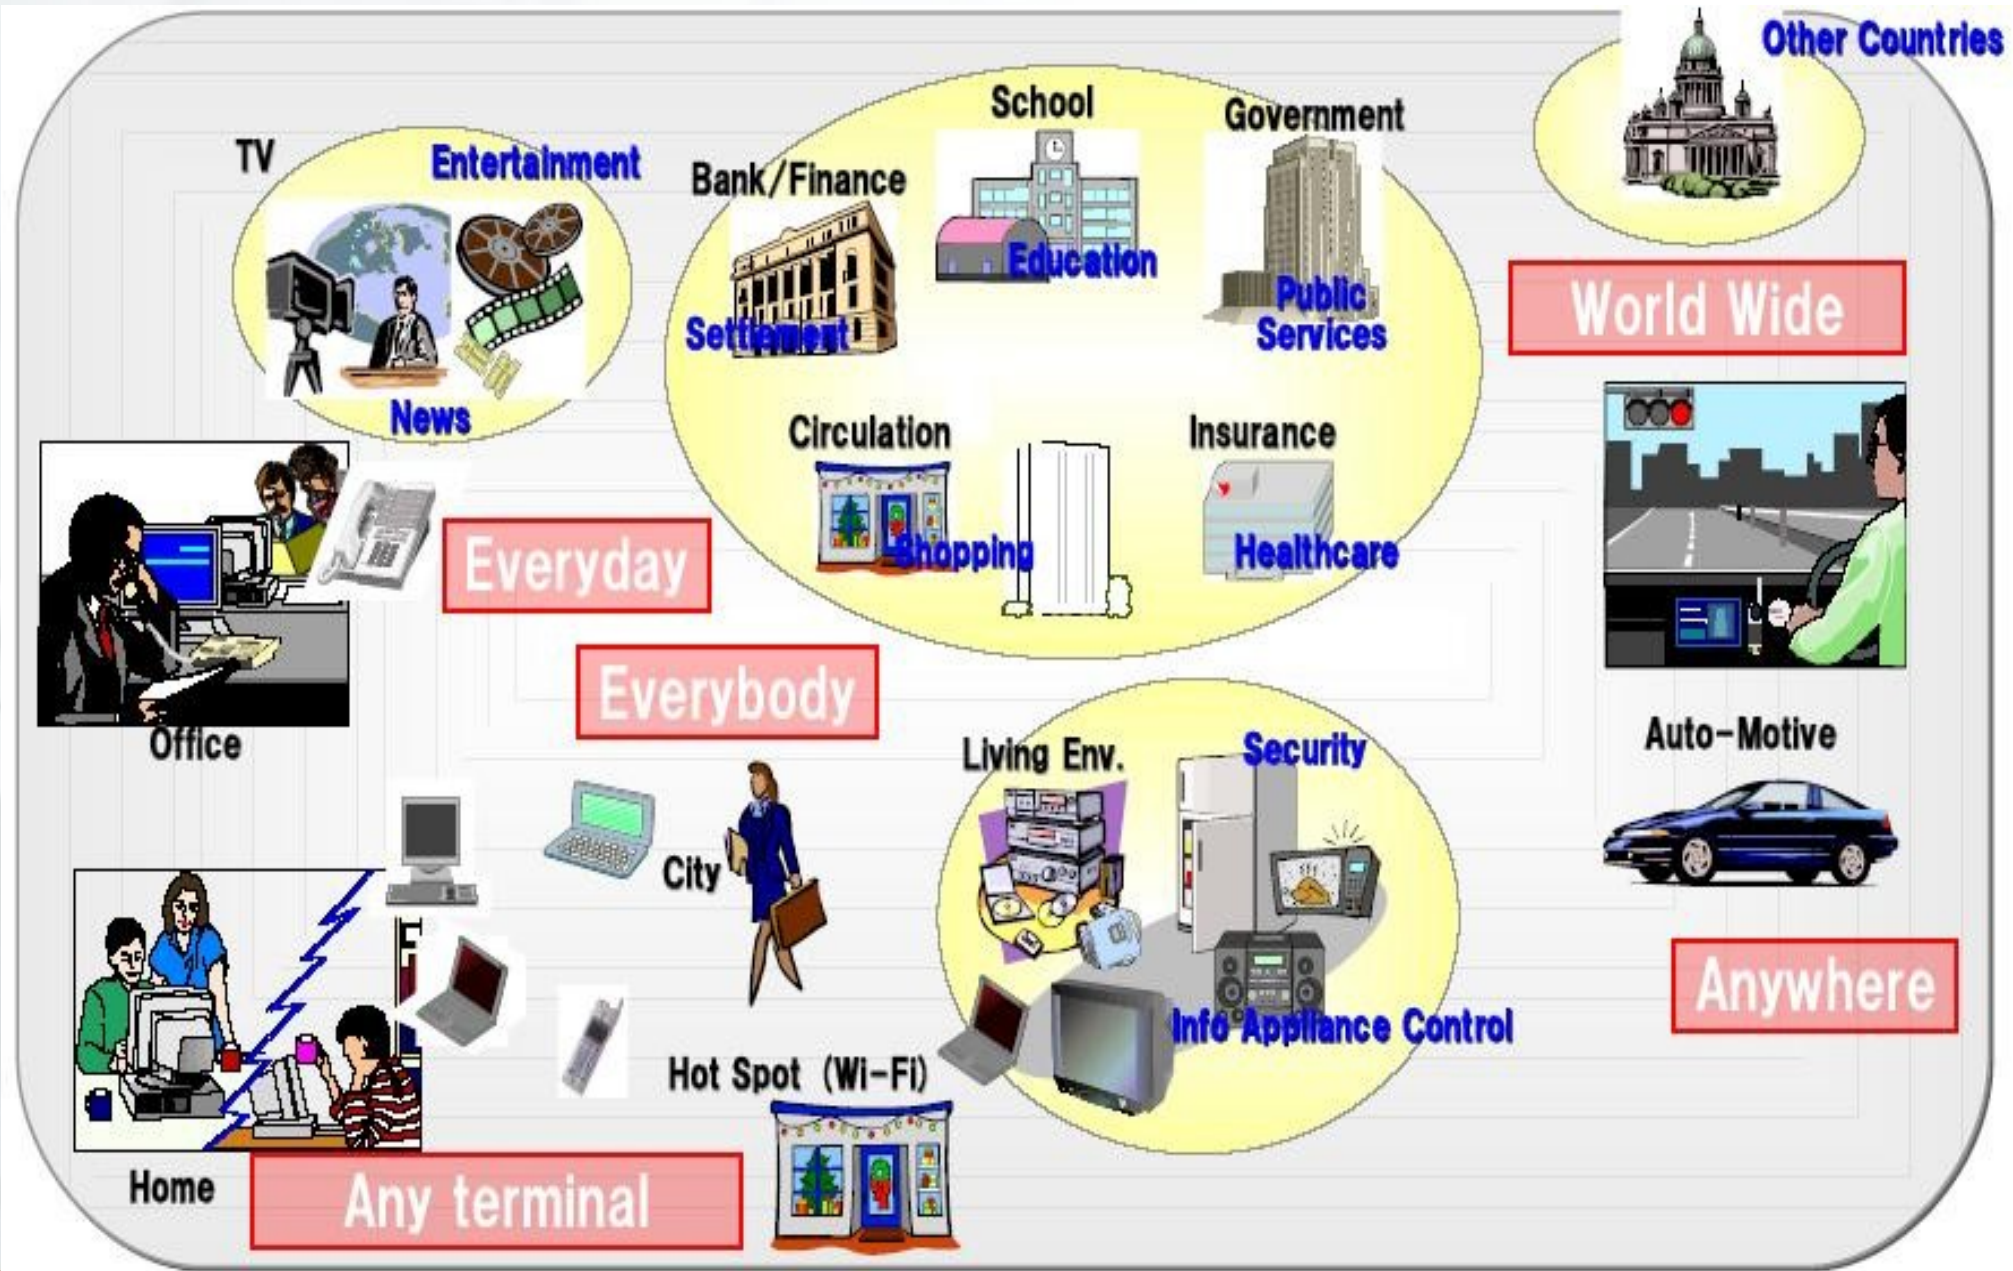 Other Countries
School
Government
TV
Entertainment
Bank/Finance
Education
Public
Services
Settlement
World Wide
News
Circulation
Insurance
Shopping
Healthcare
Everyday
Everybody
Office
Living Env.
Security
Auto-Motive
City
Anywhere
Info Appliance Control
Hot Spot (Wi-Fi)
Home
Any terminal